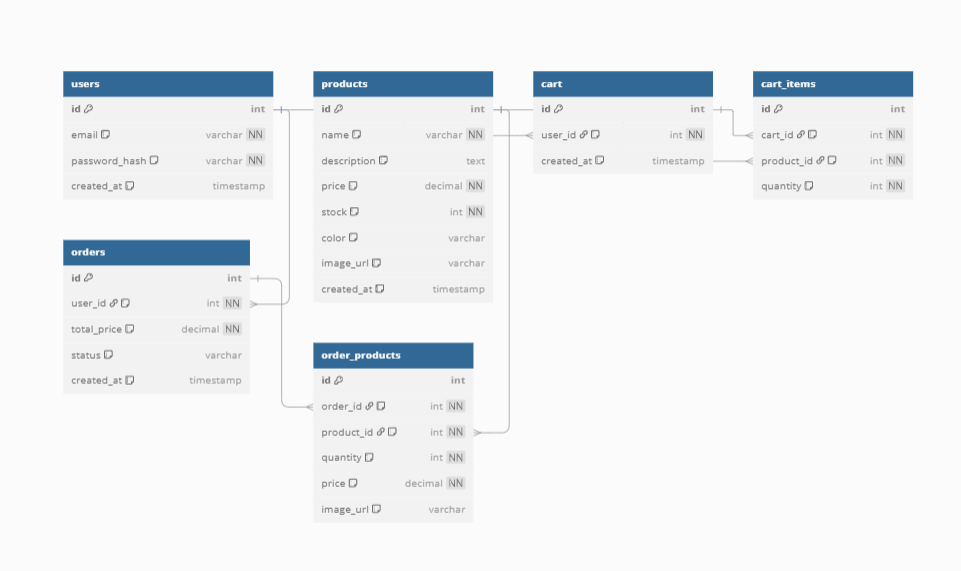 users
id int
email varchar NN
password_hash varchar NN
created_at timestamp
products
id int
name varchar NN
description text
price decimal NN
stock int NN
color varchar
image_url varchar
created_at timestamp
cart
id int
user_id int NN
created_at timestamp
cart_items
id int
cart_id int NN
product_id int NN
quantity int NN
orders
id int
user_id int NN
total_price decimal NN
status varchar
created_at timestamp
order_products
id int
order_id int NN
product_id int NN
quantity int NN
price decimal NN
image_url varchar